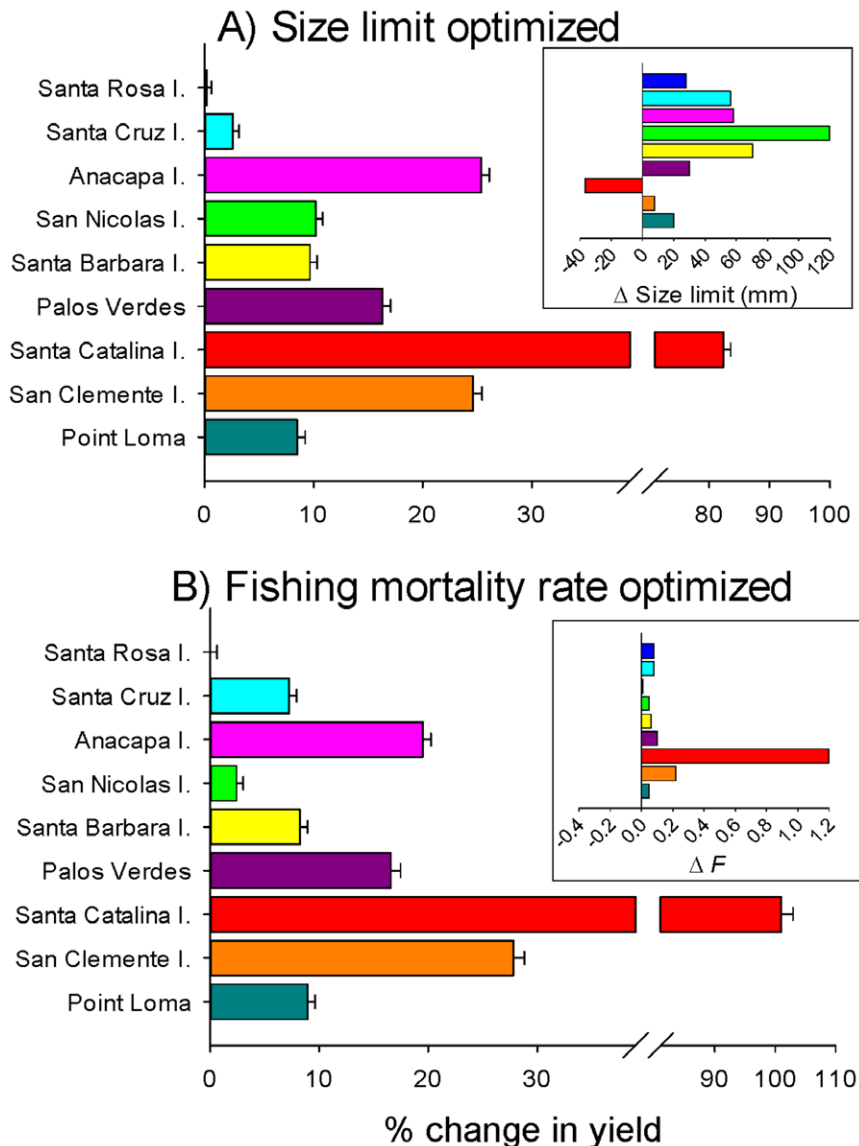 A) Size limit optimized
Santa Rosa I.
Santa Cruz I.
Anacapa I.
San Nicolas I.
Santa Barbara I.
Palos Verdes
Santa Catalina I.
San Clemente I.
Point Loma
0 10 20 30 80 90 100
-40 -20 0 20 40 60 80 100 120
Δ Size limit (mm)
B) Fishing mortality rate optimized
Santa Rosa I.
Santa Cruz I.
Anacapa I.
San Nicolas I.
Santa Barbara I.
Palos Verdes
Santa Catalina I.
San Clemente I.
Point Loma
0 10 20 30 90 100 110
-0.4 -0.2 0.0 0.2 0.4 0.6 0.8 1.0 1.2
Δ F
% change in yield